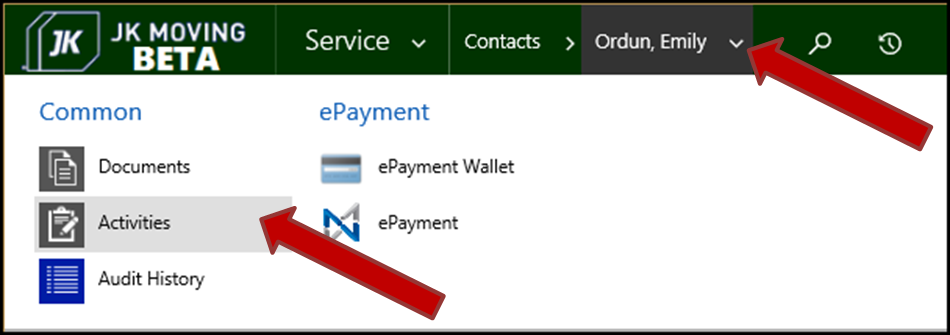 JK JK MOVING
BETA
Service
Contacts
Ordun, Emily
Common
Documents
Activities
Audit History
ePayment
ePayment Wallet
ePayment